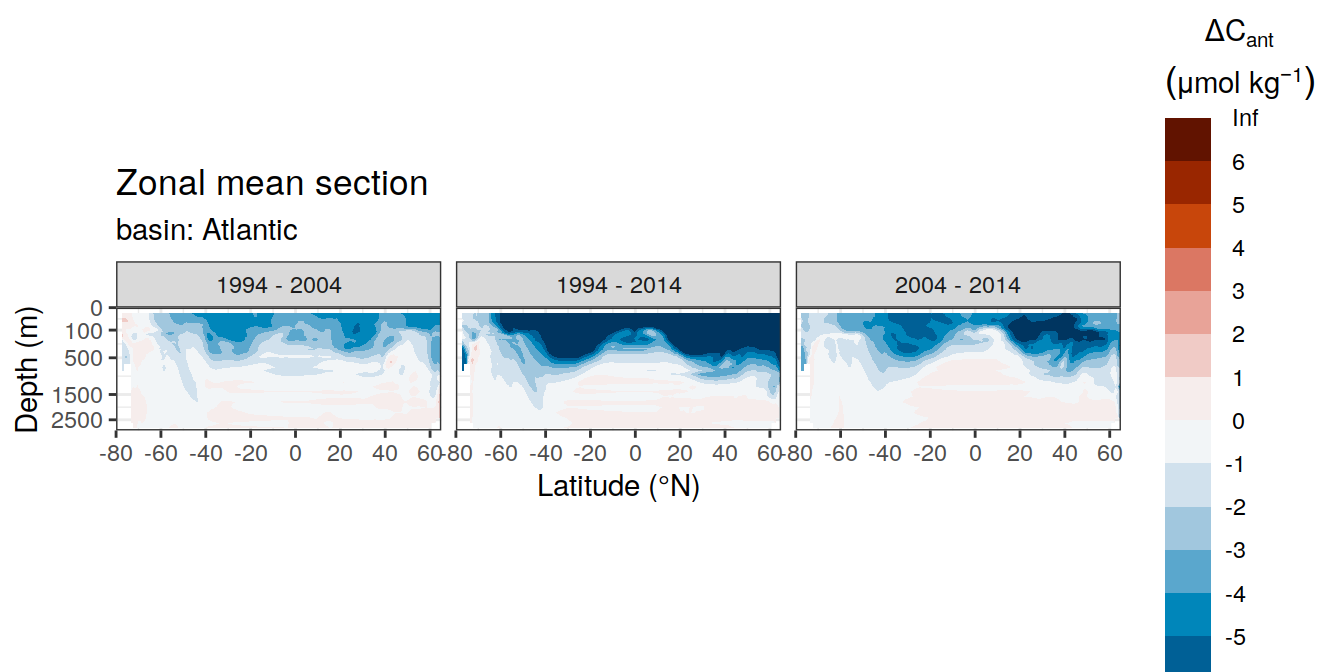 ΔCant
(μmol kg⁻¹)
Inf
6
5
4
3
2
1
0
-1
-2
-3
-4
-5
Zonal mean section
basin: Atlantic
1994 - 2004
1994 - 2014
2004 - 2014
Depth (m)
0
100
500
1500
2500
-80 -60 -40 -20 0 20 40 60
-80 -60 -40 -20 0 20 40 60
-80 -60 -40 -20 0 20 40 60
Latitude (°N)